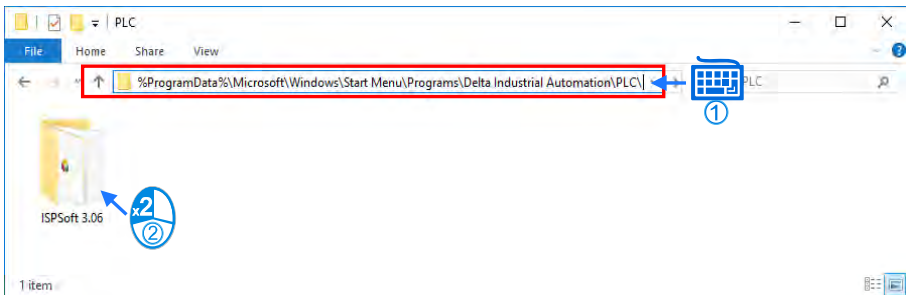 PLC
File Home Share View
%ProgramData%\Microsoft\Windows\Start Menu\Programs\Delta Industrial Automation\PLC\ PLC
①
ISPSoft 3.06
x2
②
1 item